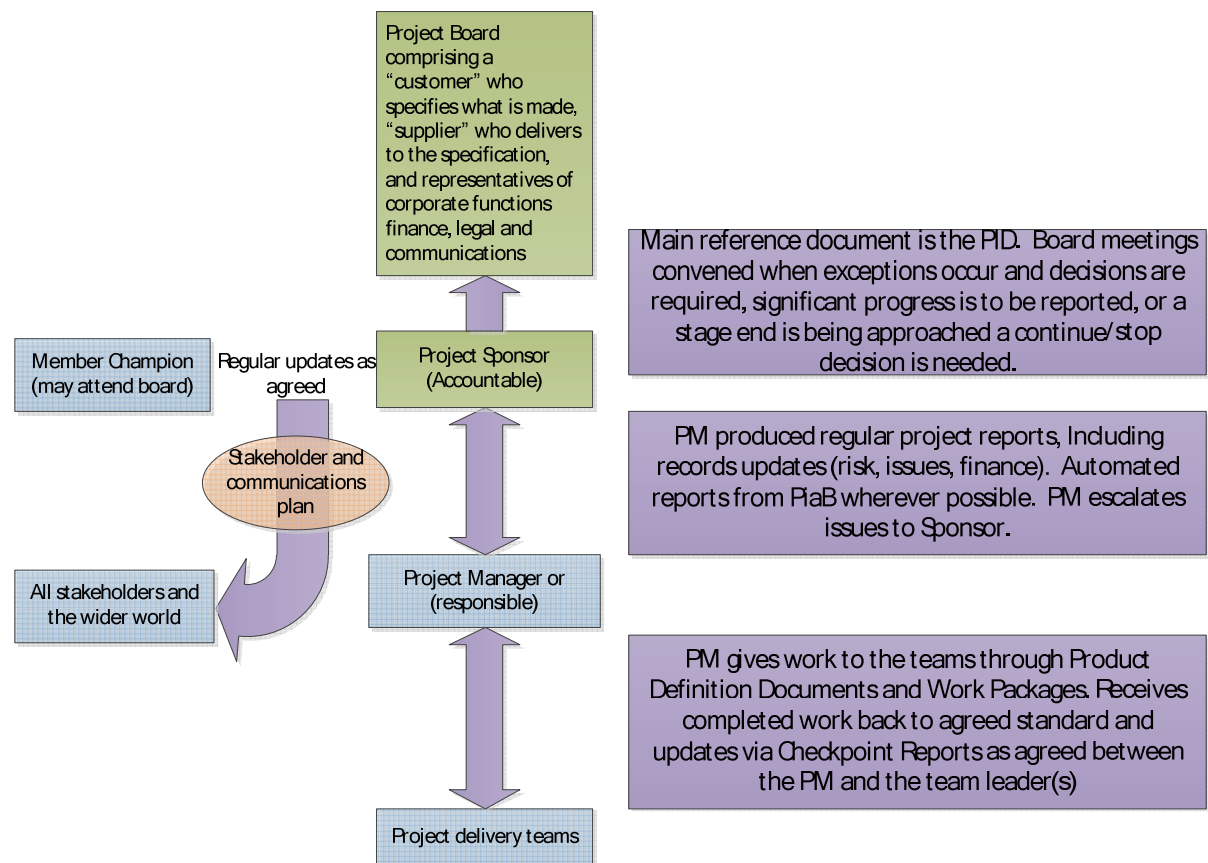 Project Board
comprising a
“customer” who
specifies what is made,
“supplier” who delivers
to the specification,
and representatives of
corporate functions
finance, legal and
communications
Main reference document is the PID. Board meetings
convened when exceptions occur and decisions are
required, significant progress is to be reported, or a
stage end is being approached a continue/stop
decision is needed.
Member Champion
(may attend board)
Regular updates as
agreed
Project Sponsor
(Accountable)
Stakeholder and
communications
plan
PM produced regular project reports, Including
records updates (risk, issues, finance). Automated
reports from PiaB wherever possible. PM escalates
issues to Sponsor.
All stakeholders and
the wider world
Project Manager or
(responsible)
PM gives work to the teams through Product
Definition Documents and Work Packages. Receives
completed work back to agreed standard and
updates via Checkpoint Reports as agreed between
the PM and the team leader(s)
Project delivery teams